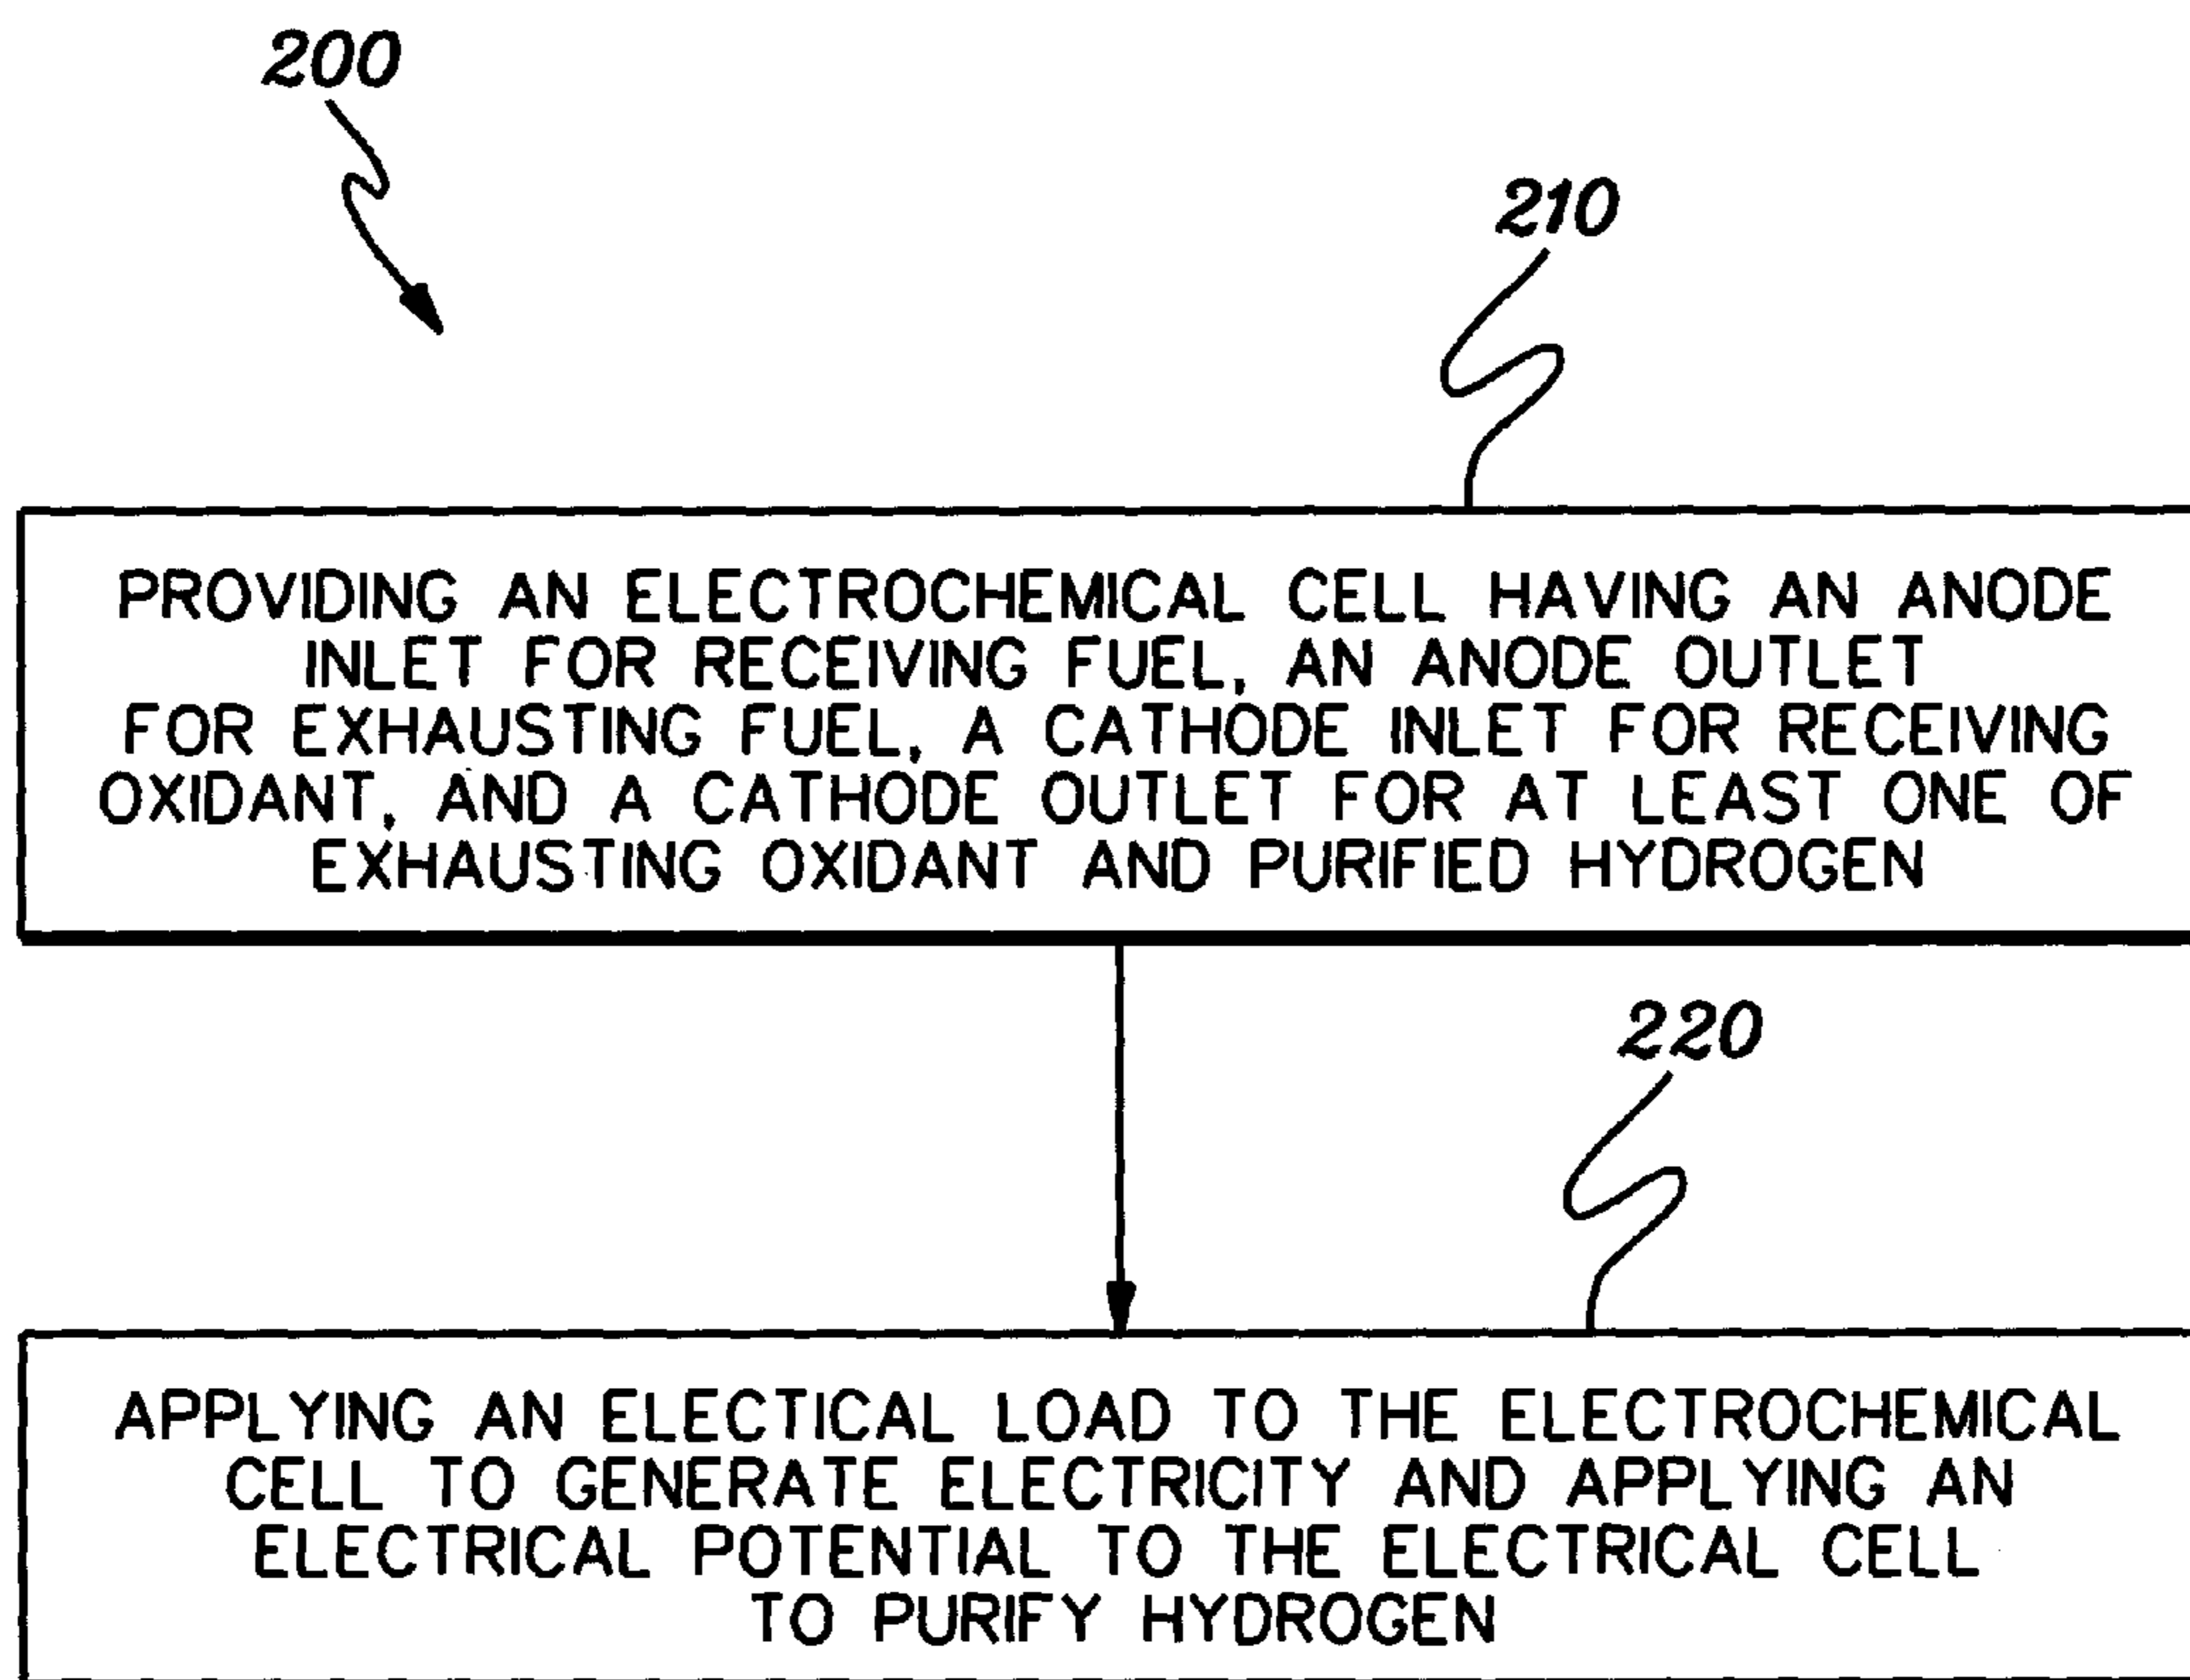 200
210
PROVIDING AN ELECTROCHEMICAL CELL HAVING AN ANODE
INLET FOR RECEIVING FUEL, AN ANODE OUTLET
FOR EXHAUSTING FUEL, A CATHODE INLET FOR RECEIVING
OXIDANT, AND A CATHODE OUTLET FOR AT LEAST ONE OF
EXHAUSTING OXIDANT AND PURIFIED HYDROGEN
220
APPLYING AN ELECTICAL LOAD TO THE ELECTROCHEMICAL
CELL TO GENERATE ELECTRICITY AND APPLYING AN
ELECTRICAL POTENTIAL TO THE ELECTRICAL CELL
TO PURIFY HYDROGEN